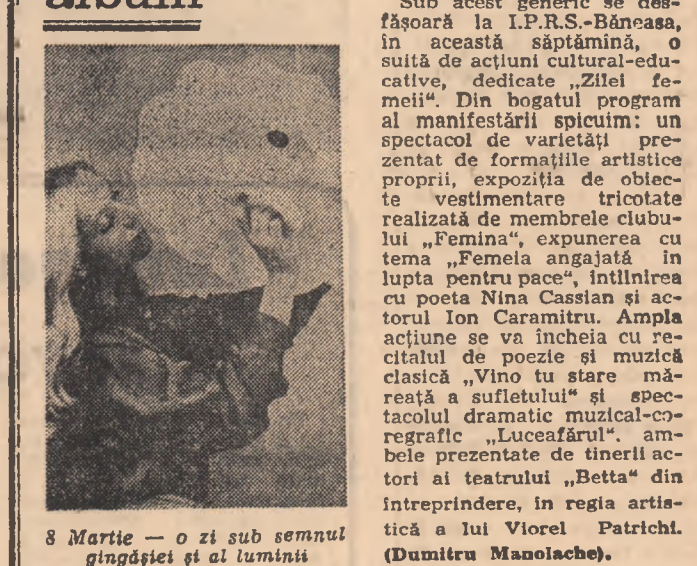 album
8 Martie — o zi sub semnul
gingășiei și al luminii
Sub acest generic se des-
fășoară la I.P.R.S.-Băneasa,
în această săptămînă, o
suită de acțiuni cultural-edu-
cative, dedicate „Zilei fe-
meii“. Din bogatul program
al manifestării spicuim: un
spectacol de varietăți pre-
zentat de formațiile artistice
proprii, expoziția de obiec-
te vestimentare tricotate
realizată de membrele clubu-
lui „Femina“, expunerea cu
tema „Femeia angajată în
lupta pentru pace“, întîlnirea
cu poeta Nina Cassian și ac-
torul Ion Caramitru. Ampla
acțiune se va încheia cu re-
citalul de poezie și muzică
clasică „Vino tu stare mă-
reață a sufletului“ și spec-
tacolul dramatic muzical-co-
regrafic „Luceafărul“. am-
bele prezentate de tinerii ac-
tori ai teatrului „Betta“ din
întreprindere, în regia artis-
tică a lui Viorel Patrichi.
(Dumitru Manolache).